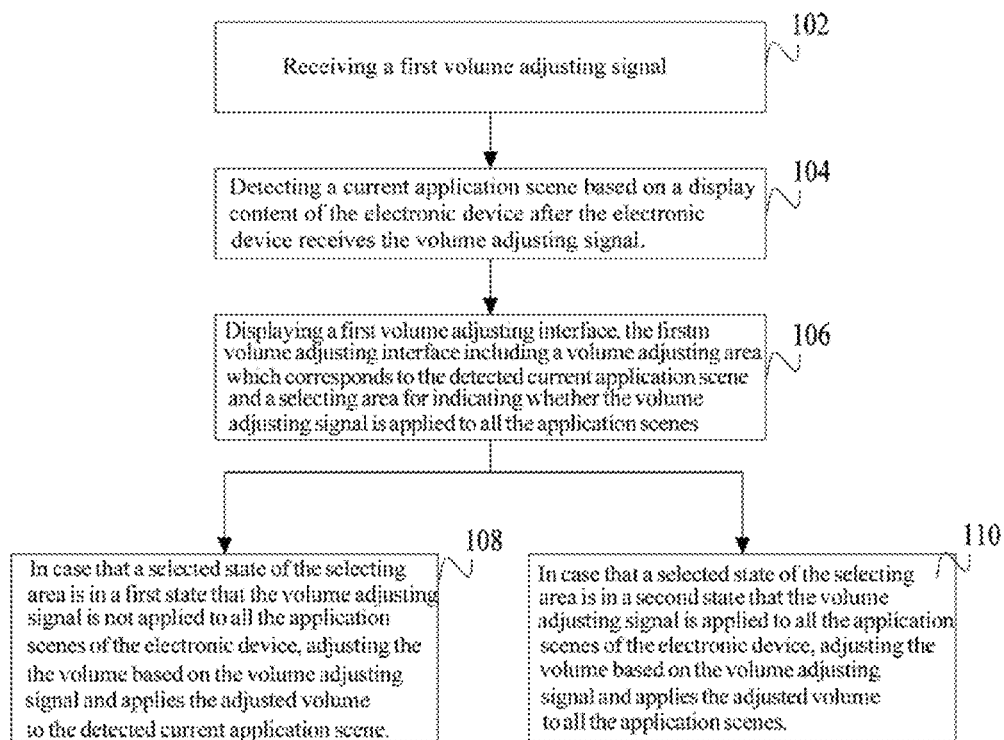 102
Receiving a first volume adjusting signal
104
Detecting a current application scene based on a display
content of the electronic device after the electronic
device receives the volume adjusting signal.
106
Displaying a first volume adjusting interface, the firstm
volume adjusting interface including a volume adjusting area
which corresponds to the detected current application scene
and a selecting area for indicating whether the volume
adjusting signal is applied to all the application scenes
108
In case that a selected state of the selecting
area is in a first state that the volume adjusting
signal is not applied to all the application
scenes of the electronic device, adjusting the
the volume based on the volume adjusting
signal and applies the adjusted volume
to the detected current application scene.
110
In case that a selected state of the selecting
area is in a second state that the volume
adjusting signal is applied to all the application
scenes of the electronic device, adjusting the
volume based on the volume adjusting
signal and applies the adjusted volume
to all the application scenes.